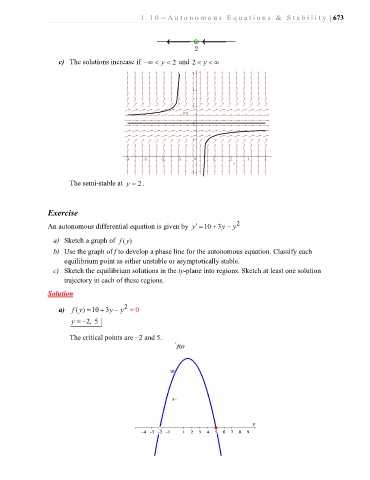 1.10 – Autonomous Equations & Stability | 673
2
c) The solutions increase if −∞ < y < 2 and 2 < y < ∞
The semi-stable at y = 2.
Exercise
An autonomous differential equation is given by y' = 10 + 3y − y²
a) Sketch a graph of f(y)
b) Use the graph of f to develop a phase line for the autonomous equation. Classify each
equilibrium point as either unstable or asymptotically stable.
c) Sketch the equilibrium solutions in the ty-plane into regions. Sketch at least one solution
trajectory in each of these regions.
Solution
a) f(y) = 10 + 3y − y² = 0
y = −2, 5
The critical points are −2 and 5.
f(y)
10
5
y
-4 -3 -2 -1 1 2 3 4 5 6 7 8 9